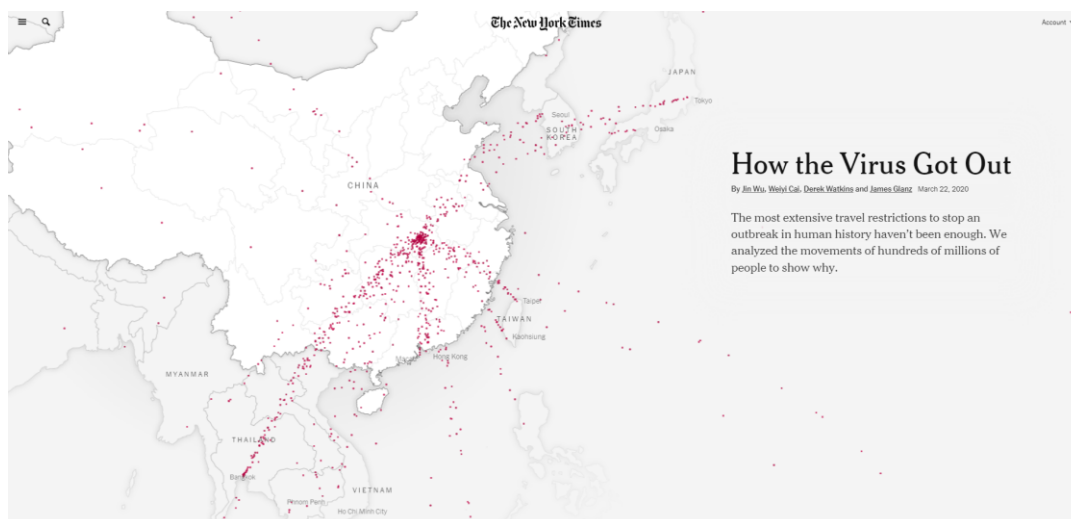 The New York Times
Account
How the Virus Got Out
By Jin Wu, Weiyi Cai, Derek Watkins and James Glanz March 22, 2020
The most extensive travel restrictions to stop an
outbreak in human history haven't been enough. We
analyzed the movements of hundreds of millions of
people to show why.
JAPAN
Tokyo
Seoul
SOUTH
KOREA
Osaka
CHINA
Taipei
TAIWAN
Kaohsiung
Macau Hong Kong
MYANMAR
THAILAND
Bangkok
VIETNAM
Phnom Penh
Ho Chi Minh City